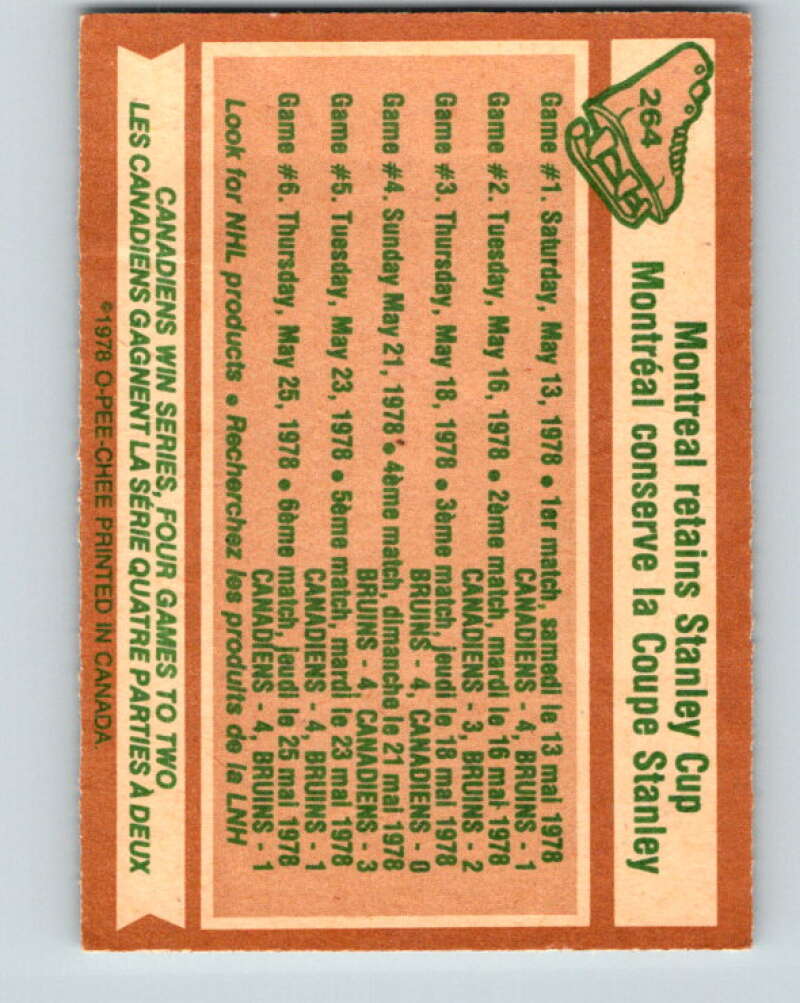 264
Montreal retains Stanley Cup
Montréal conserve la Coupe Stanley
Game #1. Saturday, May 13, 1978 • 1er match, samedi le 13 mai 1978
CANADIENS - 4, BRUINS - 1
Game #2. Tuesday, May 16, 1978 • 2ème match, mardi le 16 mai 1978
CANADIENS - 3, BRUINS - 2
Game #3. Thursday, May 18, 1978 • 3ème match, jeudi le 18 mai 1978
BRUINS - 4, CANADIENS - 0
Game #4. Sunday May 21, 1978 • 4ème match, dimanche le 21 mai 1978
BRUINS - 4, CANADIENS - 3
Game #5. Tuesday, May 23, 1978 • 5ème match, mardi le 23 mai 1978
CANADIENS - 4, BRUINS - 1
Game #6. Thursday, May 25, 1978 • 6ème match, jeudi le 25 mai 1978
CANADIENS - 4, BRUINS - 1
Look for NHL products • Recherchez les produits de la LNH
CANADIENS WIN SERIES, FOUR GAMES TO TWO
LES CANADIENS GAGNENT LA SÉRIE QUATRE PARTIES À DEUX
©1978 O-PEE-CHEE PRINTED IN CANADA